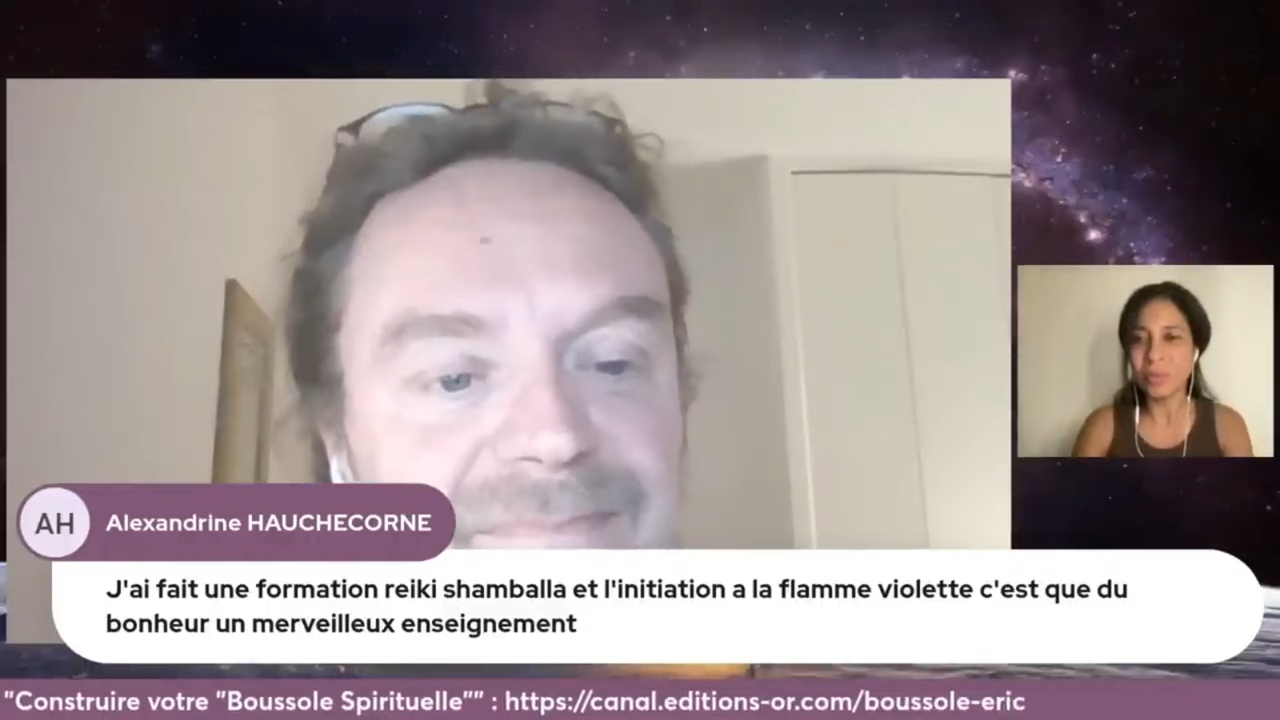 AH
Alexandrine HAUCHECORNE
J'ai fait une formation reiki shamballa et l'initiation a la flamme violette c'est que du
bonheur un merveilleux enseignement
"Construire votre "Boussole Spirituelle"" : https://canal.editions-or.com/boussole-eric